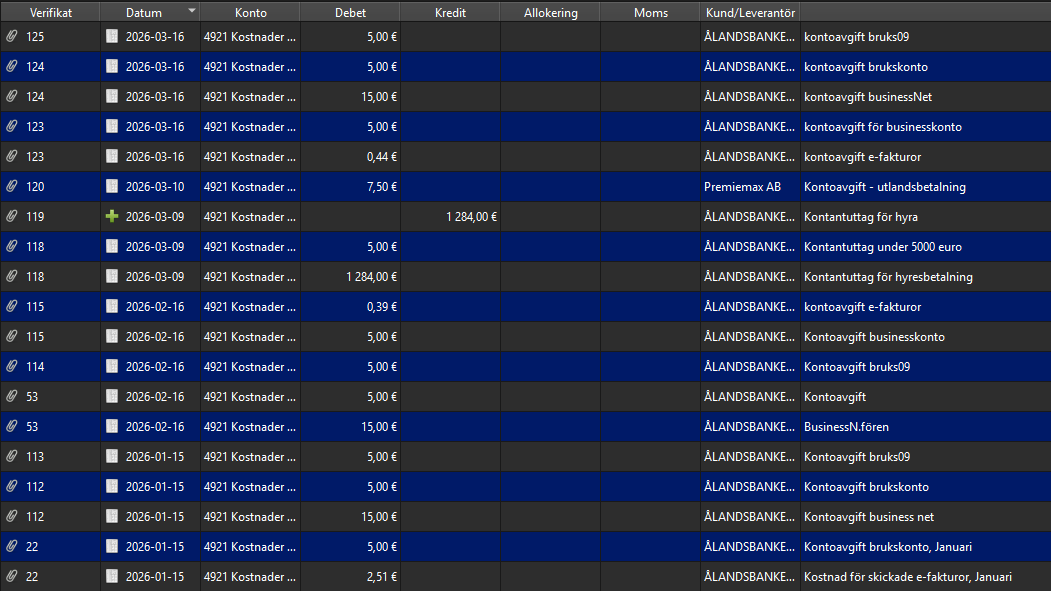 Verifikat Datum Konto Debet Kredit Allokering Moms Kund/Leverantör
125 2026-03-16 4921 Kostnader ... 5,00 € ÅLANDSBANKE... kontoavgift bruks09
124 2026-03-16 4921 Kostnader ... 5,00 € ÅLANDSBANKE... kontoavgift brukskonto
124 2026-03-16 4921 Kostnader ... 15,00 € ÅLANDSBANKE... kontoavgift businessNet
123 2026-03-16 4921 Kostnader ... 5,00 € ÅLANDSBANKE... kontoavgift för businesskonto
123 2026-03-16 4921 Kostnader ... 0,44 € ÅLANDSBANKE... kontoavgift e-fakturor
120 2026-03-10 4921 Kostnader ... 7,50 € Premiemax AB Kontoavgift - utlandsbetalning
119 2026-03-09 4921 Kostnader ... 1 284,00 € ÅLANDSBANKE... Kontantuttag för hyra
118 2026-03-09 4921 Kostnader ... 5,00 € ÅLANDSBANKE... Kontantuttag under 5000 euro
118 2026-03-09 4921 Kostnader ... 1 284,00 € ÅLANDSBANKE... Kontantuttag för hyresbetalning
115 2026-02-16 4921 Kostnader ... 0,39 € ÅLANDSBANKE... kontoavgift e-fakturor
115 2026-02-16 4921 Kostnader ... 5,00 € ÅLANDSBANKE... Kontoavgift businesskonto
114 2026-02-16 4921 Kostnader ... 5,00 € ÅLANDSBANKE... Kontoavgift bruks09
53 2026-02-16 4921 Kostnader ... 5,00 € ÅLANDSBANKE... Kontoavgift
53 2026-02-16 4921 Kostnader ... 15,00 € ÅLANDSBANKE... BusinessN.fören
113 2026-01-15 4921 Kostnader ... 5,00 € ÅLANDSBANKE... Kontoavgift bruks09
112 2026-01-15 4921 Kostnader ... 5,00 € ÅLANDSBANKE... Kontoavgift brukskonto
112 2026-01-15 4921 Kostnader ... 15,00 € ÅLANDSBANKE... Kontoavgift business net
22 2026-01-15 4921 Kostnader ... 5,00 € ÅLANDSBANKE... Kontoavgift brukskonto, Januari
22 2026-01-15 4921 Kostnader ... 2,51 € ÅLANDSBANKE... Kostnad för skickade e-fakturor, Januari